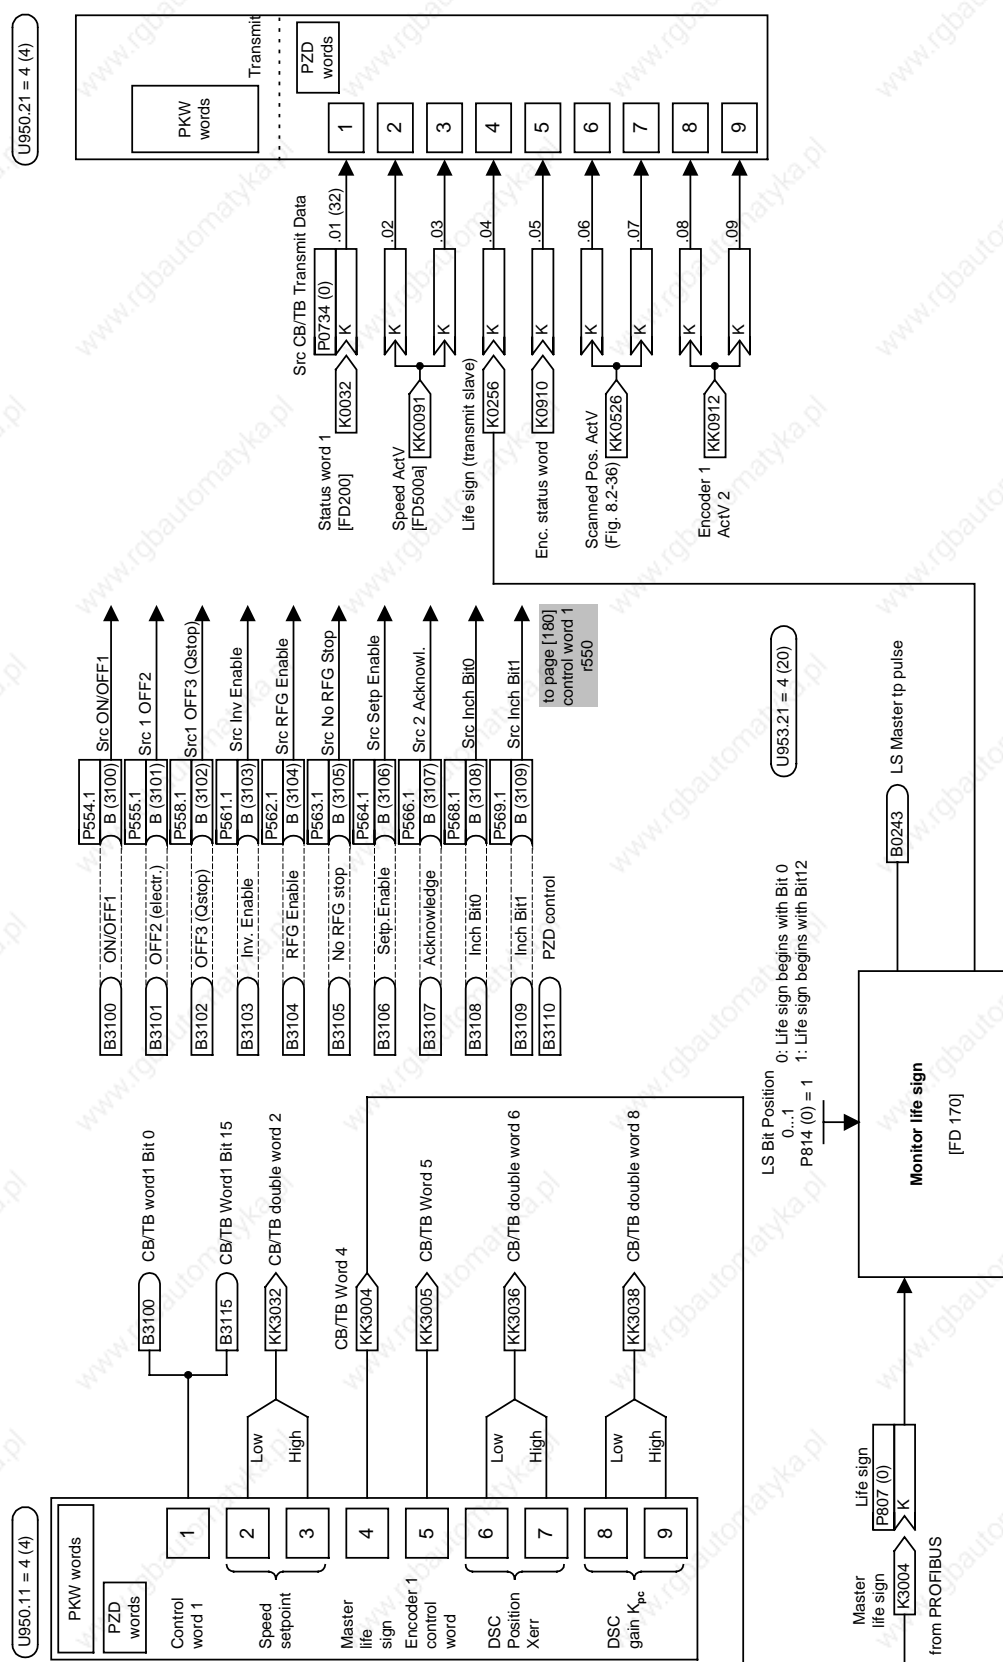 U950.11 = 4 (4)
PKW words
PZD
words
Control
word 1
1
Speed
setpoint
2
3
Master
life
sign
4
Encoder 1
control
word
5
DSC
Position
Xerr
6
7
DSC
gain Kpc
8
9
Low
High
Low
High
Low
High
B3100
CB/TB word1 Bit 0
B3115
CB/TB Word1 Bit 15
KK3032
CB/TB double word 2
CB/TB Word 4
KK3004
KK3005
CB/TB Word 5
KK3036
CB/TB double word 6
KK3038
CB/TB double word 8
B3100
ON/OFF1
P554.1
B (3100)
Src ON/OFF1
B3101
OFF2 (electr.)
P555.1
B (3101)
Src 1 OFF2
B3102
OFF3 (Qstop)
P558.1
B (3102)
Src1 OFF3 (Qstop)
B3103
Inv. Enable
P561.1
B (3103)
Src Inv Enable
B3104
RFG Enable
P562.1
B (3104)
Src RFG Enable
B3105
No RFG stop
P563.1
B (3105)
Src No RFG Stop
B3106
Setp.Enable
P564.1
B (3106)
Src Setp Enable
B3107
Acknowledge
P566.1
B (3107)
Src 2 Acknowl.
B3108
Inch Bit0
P568.1
B (3108)
Src Inch Bit0
B3109
Inch Bit1
P569.1
B (3109)
Src Inch Bit1
B3110
PZD control
to page [180]
control word 1
r550
U950.21 = 4 (4)
PKW
words
Transmit
PZD
words
1
2
3
4
5
6
7
8
9
Src CB/TB Transmit Data
P0734 (0)
K
.01 (32)
Status word 1
[FD200]
K0032
K
.02
Speed ActV
[FD500a]
KK0091
K
.03
Life sign (transmit slave)
K0256
K
.04
Enc. status word
K0910
K
.05
Scanned Pos. ActV
(Fig. 8.2-36)
KK0526
K
.06
K
.07
Encoder 1
ActV 2
KK0912
K
.08
K
.09
U953.21 = 4 (20)
LS Bit Position
0...1
P814 (0) = 1
0: Life sign begins with Bit 0
1: Life sign begins with Bit12
B0243
LS Master tp pulse
Monitor life sign
[FD 170]
Master
life sign
K3004
from PROFIBUS
Life sign
P807 (0)
K
www.rgbautomatyka.pl